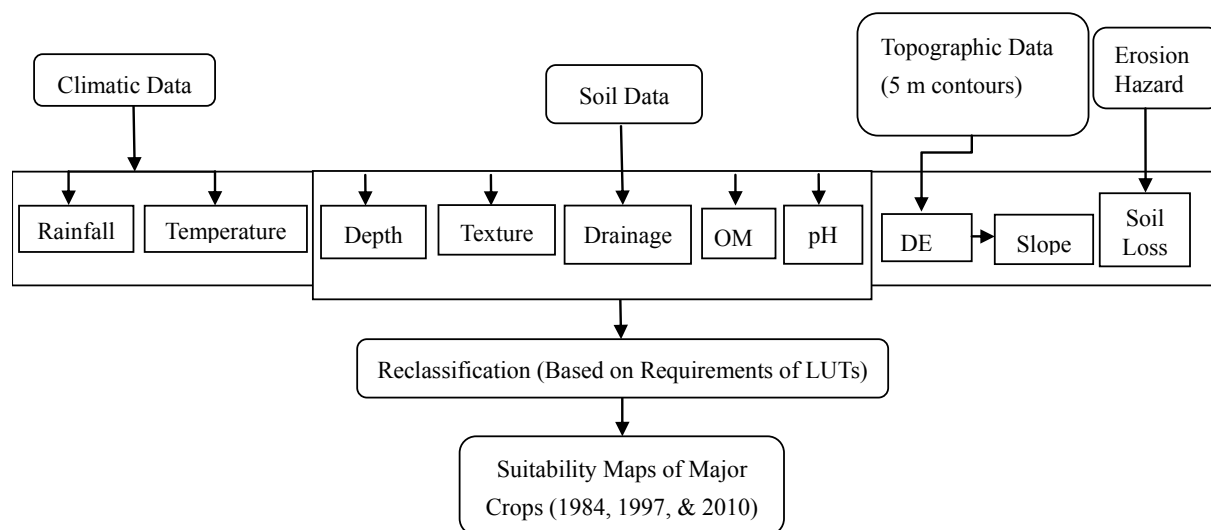 Climatic Data
Soil Data
Topographic Data
(5 m contours)
Erosion
Hazard
Rainfall
Temperature
Depth
Texture
Drainage
OM
pH
DE
Slope
Soil
Loss
Reclassification (Based on Requirements of LUTs)
Suitability Maps of Major
Crops (1984, 1997, & 2010)